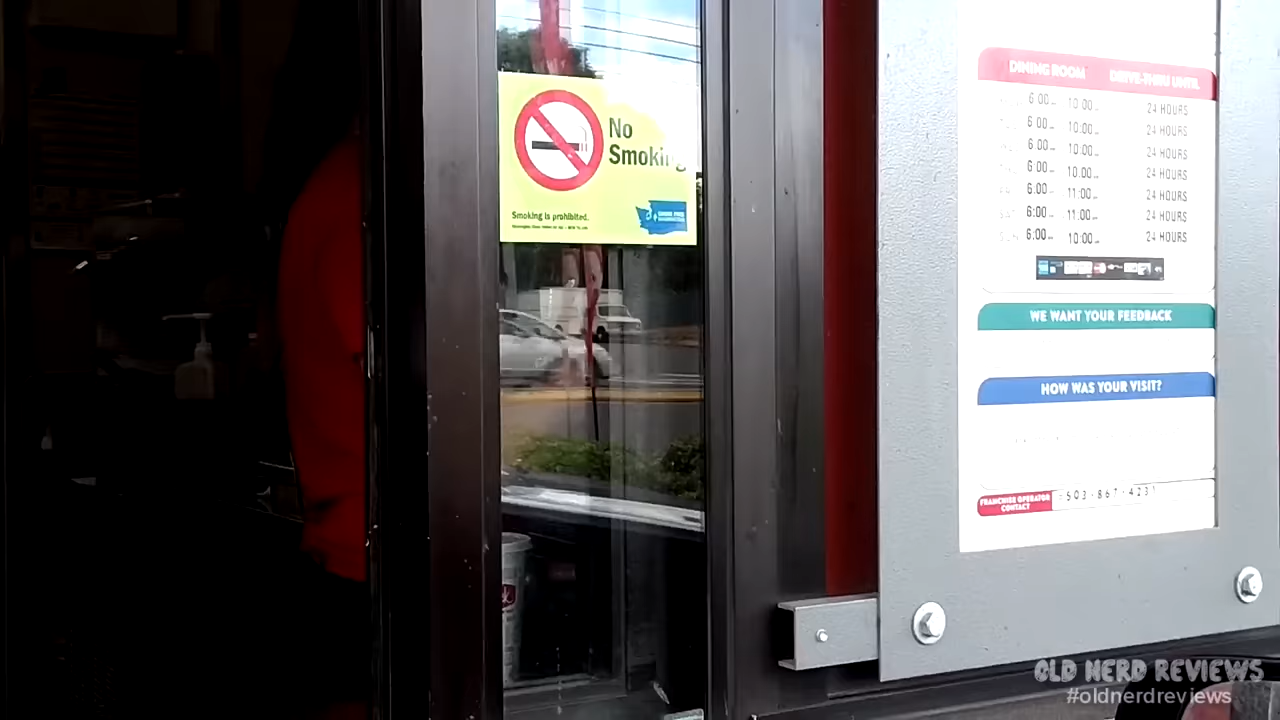 No
Smoking
Smoking is prohibited.
DINING ROOM DRIVE-THRU UNTIL
6:00 10:00 24 HOURS
6:00 10:00 24 HOURS
6:00 10:00 24 HOURS
6:00 10:00 24 HOURS
6:00 11:00 24 HOURS
6:00 11:00 24 HOURS
SUN 6:00 10:00 24 HOURS
WE WANT YOUR FEEDBACK
HOW WAS YOUR VISIT?
FRANCHISE OPERATOR
CONTACT
503-867-4231
OLD NERD REVIEWS
#oldnerdreviews